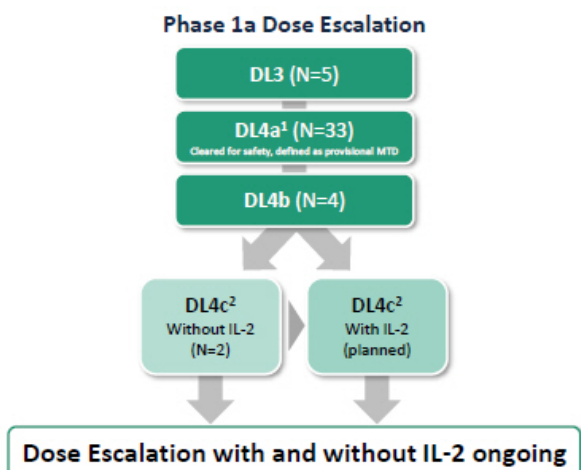 Phase 1a Dose Escalation
DL3 (N=5)
DL4a¹ (N=33)
Cleared for safety, defined as provisional MTD
DL4b (N=4)
DL4c²
Without IL-2
(N=2)
DL4c²
With IL-2
(planned)
Dose Escalation with and without IL-2 ongoing